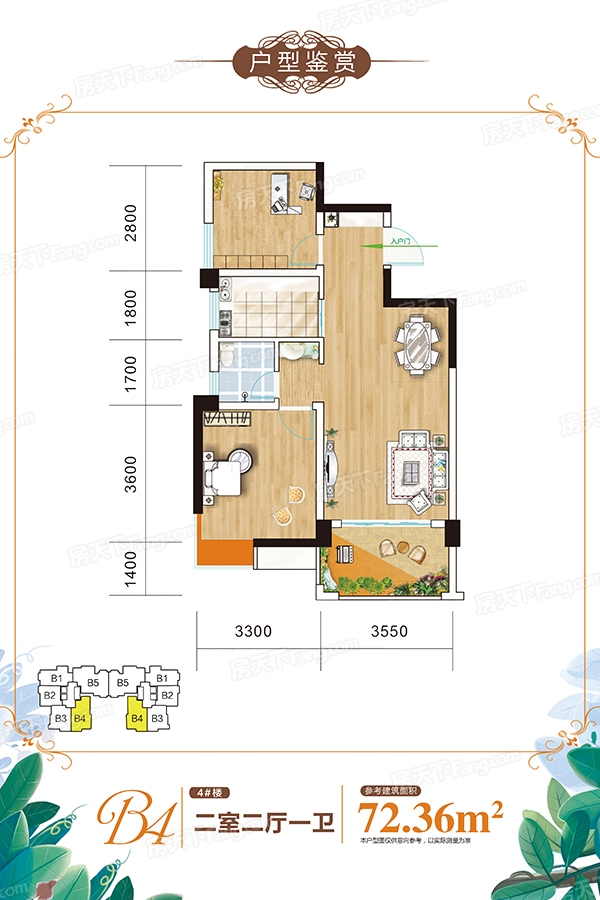 户型鉴赏
入户门
2800
1800
1700
3600
1400
3300
3550
B1
B5
B5
B1
B2
B2
B3
B4
B4
B3
B4
4#楼
二室二厅一卫
参考建筑面积
72.36m²
本户型图仅供意向参考，以实际测量为准
房天下Fang.com